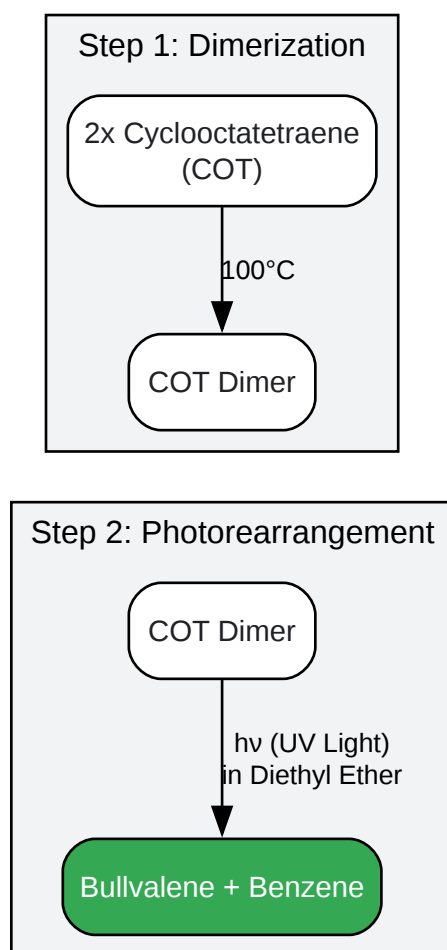 Step 1: Dimerization
2x Cyclooctatetraene
(COT)
100°C
COT Dimer
Step 2: Photorearrangement
COT Dimer
hν (UV Light)
in Diethyl Ether
Bullvalene + Benzene